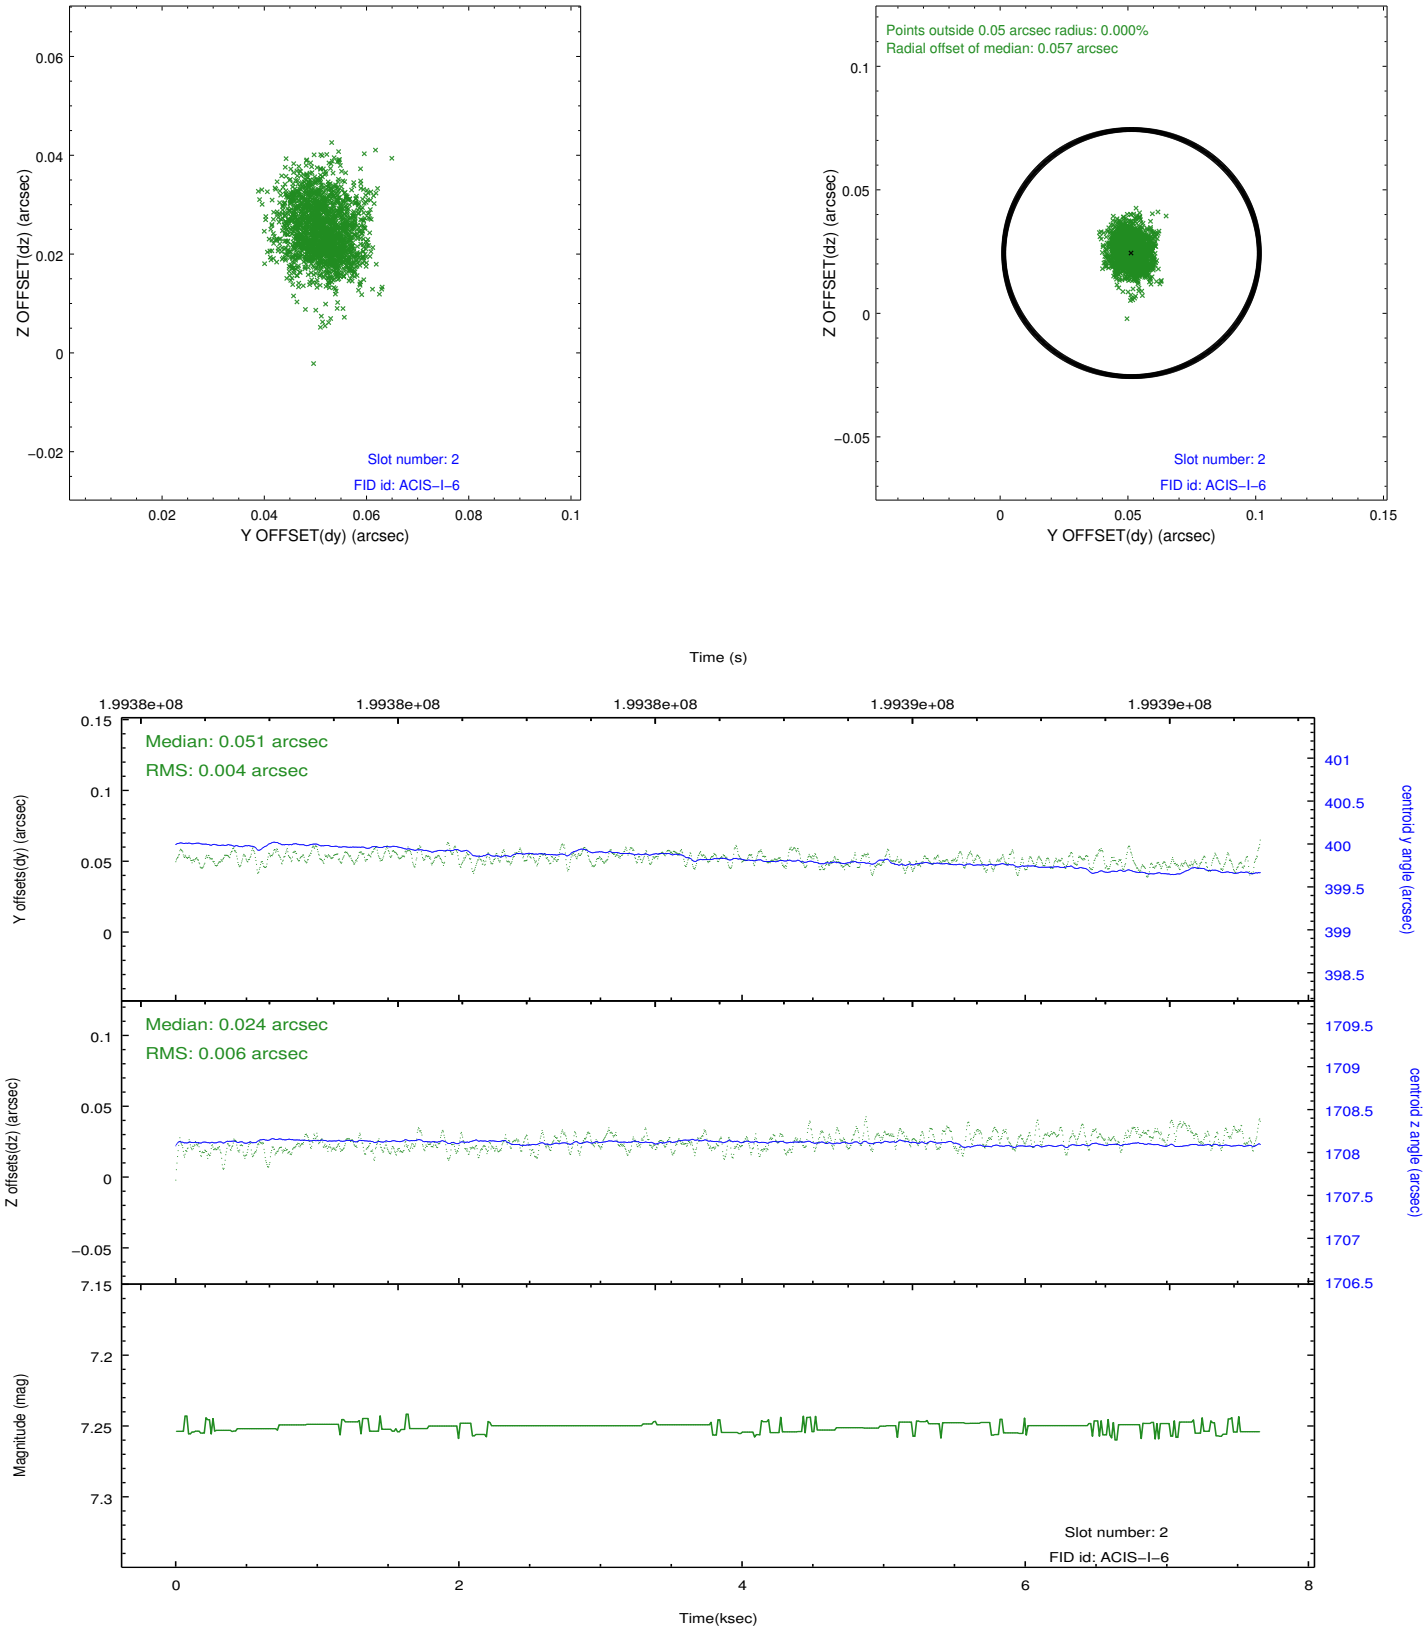 0.06
0.04
0.02
0
−0.02
Z OFFSET(dz) (arcsec)
Slot number: 2
FID id: ACIS−I−6
0.02 0.04 0.06 0.08 0.1
Y OFFSET(dy) (arcsec)
Points outside 0.05 arcsec radius: 0.000%
Radial offset of median: 0.057 arcsec
0.1
0.05
0
−0.05
Z OFFSET(dz) (arcsec)
Slot number: 2
FID id: ACIS−I−6
0 0.05 0.1 0.15
Y OFFSET(dy) (arcsec)
Time (s)
1.9938e+08 1.9938e+08 1.9938e+08 1.9939e+08 1.9939e+08
Median: 0.051 arcsec
RMS: 0.004 arcsec
0.15
0.1
0.05
0
Y offsets(dy) (arcsec)
401
400.5
400
399.5
399
398.5
centroid y angle (arcsec)
Median: 0.024 arcsec
RMS: 0.006 arcsec
0.1
0.05
0
−0.05
Z offsets(dz) (arcsec)
1709.5
1709
1708.5
1708
1707.5
1707
1706.5
centroid z angle (arcsec)
7.15
7.2
7.25
7.3
Magnitude (mag)
Slot number: 2
FID id: ACIS−I−6
0 2 4 6 8
Time(ksec)